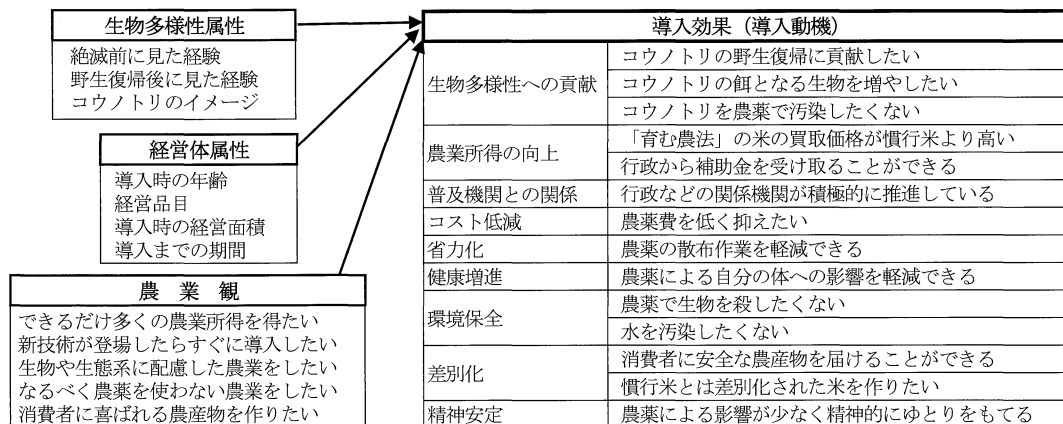 生物多様性属性
絶滅前に見た経験
野生復帰後に見た経験
コウノトリのイメージ
経営体属性
導入時の年齢
経営品目
導入時の経営面積
導入までの期間
農 業 観
できるだけ多くの農業所得を得たい
新技術が登場したらすぐに導入したい
生物や生態系に配慮した農業をしたい
なるべく農薬を使わない農業をしたい
消費者に喜ばれる農産物を作りたい
導入効果（導入動機）
生物多様性への貢献
コウノトリの野生復帰に貢献したい
コウノトリの餌となる生物を増やしたい
コウノトリを農薬で汚染したくない
農業所得の向上
「育む農法」の米の買取価格が慣行米より高い
行政から補助金を受け取ることができる
普及機関との関係
行政などの関係機関が積極的に推進している
コスト低減
農薬費を低く抑えたい
省力化
農薬の散布作業を軽減できる
健康増進
農薬による自分の体への影響を軽減できる
環境保全
農薬で生物を殺したくない
水を汚染したくない
差別化
消費者に安全な農産物を届けることができる
慣行米とは差別化された米を作りたい
精神安定
農薬による影響が少なく精神的にゆとりをもてる